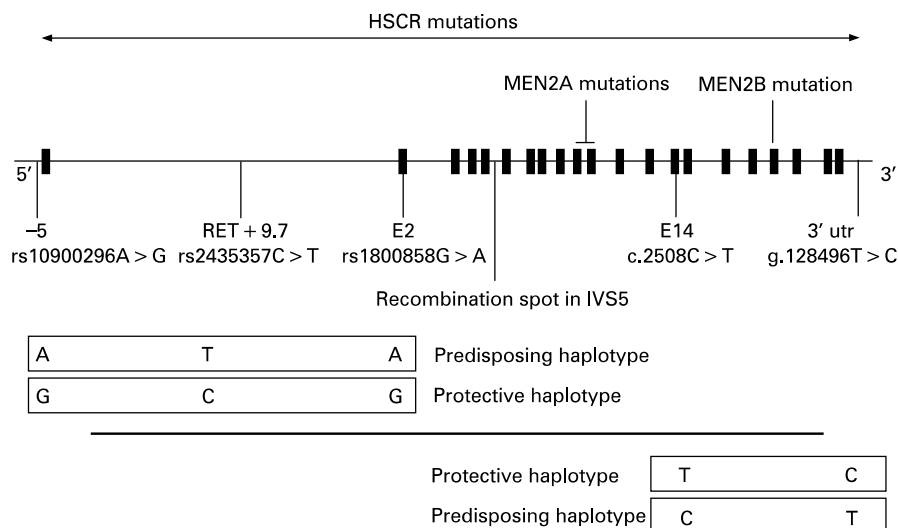 HSCR mutations
MEN2A mutations MEN2B mutation
5′ 3′
−5 RET + 9.7 E2 E14 3′ utr
rs10900296A > G rs2435357C > T rs1800858G > A c.2508C > T g.128496T > C
Recombination spot in IVS5
A T A Predisposing haplotype
G C G Protective haplotype
Protective haplotype T C
Predisposing haplotype C T